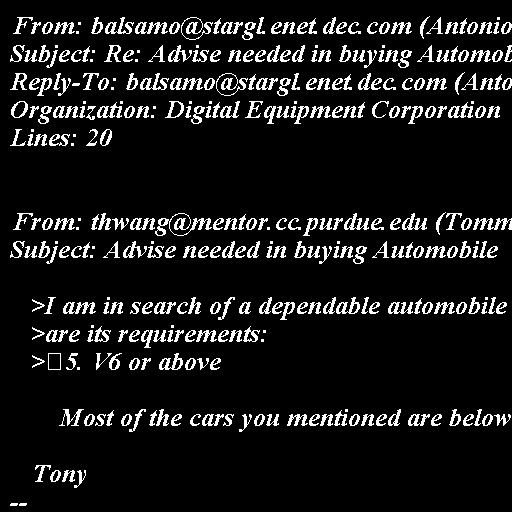 From: balsamo@stargl.enet.dec.com (Antonio
Subject: Re: Advise needed in buying Automob
Reply-To: balsamo@stargl.enet.dec.com (Anto
Organization: Digital Equipment Corporation
Lines: 20
From: thwang@mentor.cc.purdue.edu (Tomm
Subject: Advise needed in buying Automobile
>I am in search of a dependable automobile
>are its requirements:
>□5. V6 or above
Most of the cars you mentioned are below
Tony
--